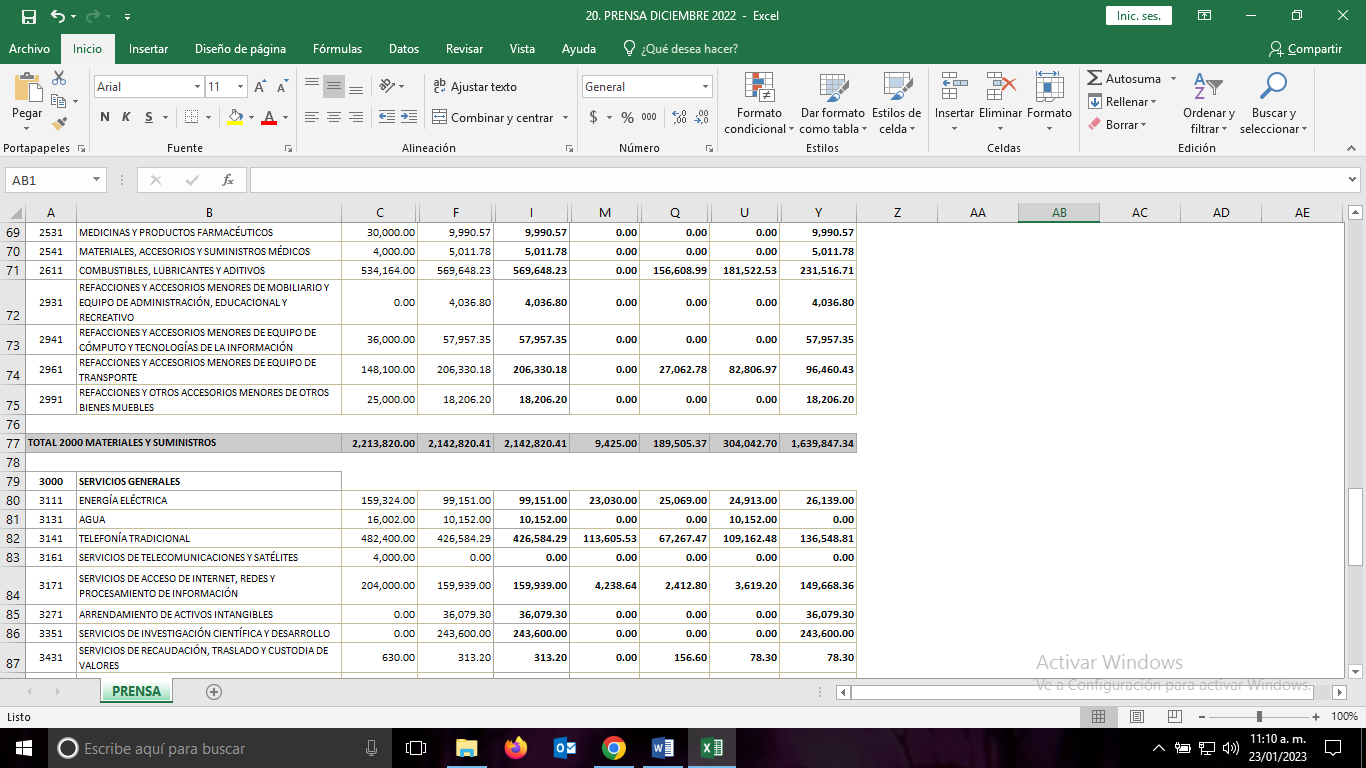 20. PRENSA DICIEMBRE 2022 - Excel
Inic. ses.
Archivo Inicio Insertar Diseño de página Fórmulas Datos Revisar Vista Ayuda ¿Qué desea hacer? Compartir
Pegar
Arial 11
N K S
Ajustar texto
Combinar y centrar
General
$ % 000
Formato condicional
Dar formato como tabla
Estilos de celda
Insertar Eliminar Formato
Autosuma
Rellenar
Borrar
Ordenar y filtrar
Buscar y seleccionar
Portapapeles Fuente Alineación Número Estilos Celdas Edición
AB1 fx
A B C F I M Q U Y Z AA AB AC AD AE
69 2531 MEDICINAS Y PRODUCTOS FARMACÉUTICOS 30,000.00 9,990.57 9,990.57 0.00 0.00 0.00 9,990.57
70 2541 MATERIALES, ACCESORIOS Y SUMINISTROS MÉDICOS 4,000.00 5,011.78 5,011.78 0.00 0.00 0.00 5,011.78
71 2611 COMBUSTIBLES, LUBRICANTES Y ADITIVOS 534,164.00 569,648.23 569,648.23 0.00 156,608.99 181,522.53 231,516.71
REFACCIONES Y ACCESORIOS MENORES DE MOBILIARIO Y
72 2931 EQUIPO DE ADMINISTRACIÓN, EDUCACIONAL Y 0.00 4,036.80 4,036.80 0.00 0.00 0.00 4,036.80
RECREATIVO
REFACCIONES Y ACCESORIOS MENORES DE EQUIPO DE
73 2941 CÓMPUTO Y TECNOLOGÍAS DE LA INFORMACIÓN 36,000.00 57,957.35 57,957.35 0.00 0.00 0.00 57,957.35
REFACCIONES Y ACCESORIOS MENORES DE EQUIPO DE
74 2961 TRANSPORTE 148,100.00 206,330.18 206,330.18 0.00 27,062.78 82,806.97 96,460.43
REFACCIONES Y OTROS ACCESORIOS MENORES DE OTROS
75 2991 BIENES MUEBLES 25,000.00 18,206.20 18,206.20 0.00 0.00 0.00 18,206.20
76
77 TOTAL 2000 MATERIALES Y SUMINISTROS 2,213,820.00 2,142,820.41 2,142,820.41 9,425.00 189,505.37 304,042.70 1,639,847.34
78
79 3000 SERVICIOS GENERALES
80 3111 ENERGÍA ELÉCTRICA 159,324.00 99,151.00 99,151.00 23,030.00 25,069.00 24,913.00 26,139.00
81 3131 AGUA 16,002.00 10,152.00 10,152.00 0.00 0.00 10,152.00 0.00
82 3141 TELEFONÍA TRADICIONAL 482,400.00 426,584.29 426,584.29 113,605.53 67,267.47 109,162.48 136,548.81
83 3161 SERVICIOS DE TELECOMUNICACIONES Y SATÉLITES 4,000.00 0.00 0.00 0.00 0.00 0.00 0.00
SERVICIOS DE ACCESO DE INTERNET, REDES Y
84 3171 PROCESAMIENTO DE INFORMACIÓN 204,000.00 159,939.00 159,939.00 4,238.64 2,412.80 3,619.20 149,668.36
85 3271 ARRENDAMIENTO DE ACTIVOS INTANGIBLES 0.00 36,079.30 36,079.30 0.00 0.00 0.00 36,079.30
86 3351 SERVICIOS DE INVESTIGACIÓN CIENTÍFICA Y DESARROLLO 0.00 243,600.00 243,600.00 0.00 0.00 0.00 243,600.00
SERVICIOS DE RECAUDACIÓN, TRASLADO Y CUSTODIA DE
87 3431 VALORES 630.00 313.20 313.20 0.00 156.60 78.30 78.30
Activar Windows
Ve a Configuración para activar Windows.
PRENSA
Listo 100%
Escribe aquí para buscar
11:10 a. m.
23/01/2023